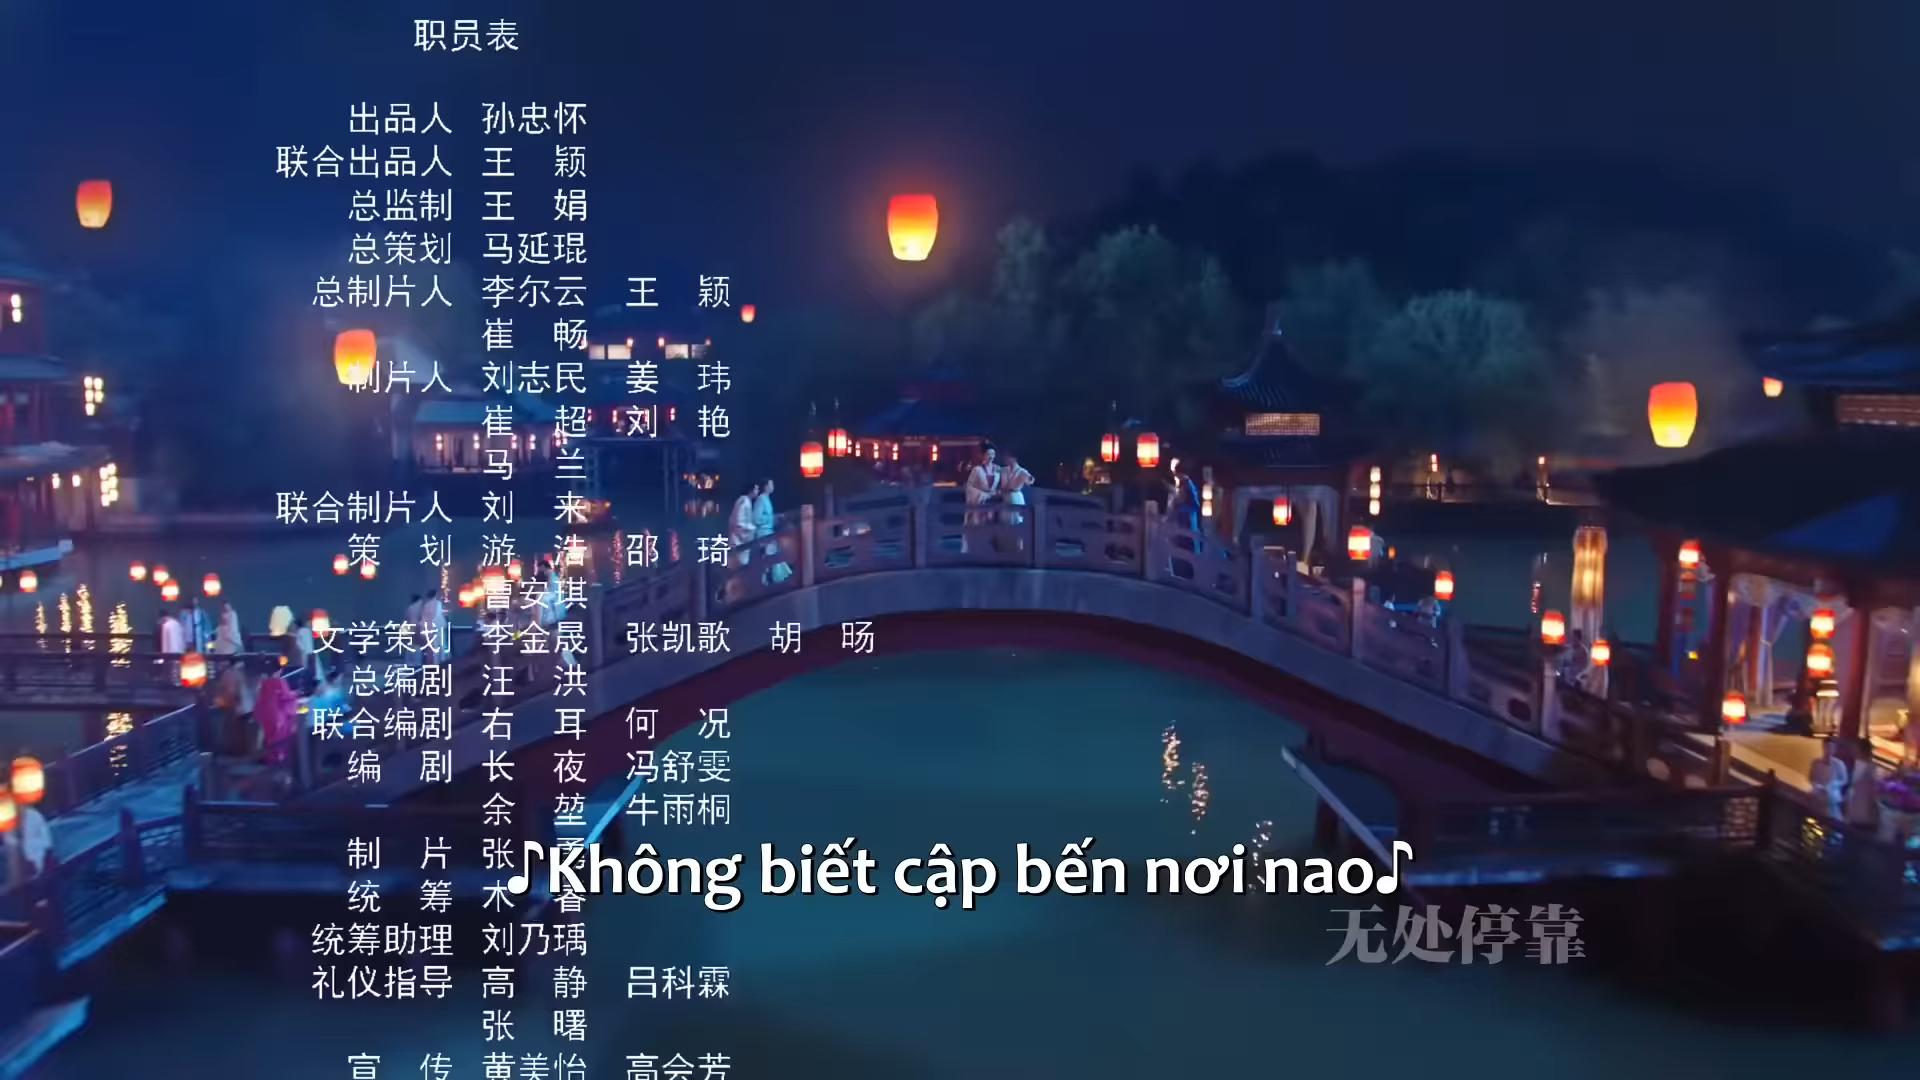 职员表
出品人 孙忠怀
联合出品人 王 颖
总监制 王 娟
总策划 马延琨
总制片人 李尔云 王 颖
崔 畅
制片人 刘志民 姜 玮
崔 超 刘 艳
马 兰
联合制片人 刘 来
策 划 游 浩 邵 琦
曹安琪
文学策划 李金晟 张凯歌 胡 旸
总编剧 汪 洪
联合编剧 右 耳 何 况
编 剧 长 夜 冯舒雯
余 堃 牛雨桐
制 片 张
♪Không biết cập bến nơi nao♪
统 筹 木
无处停靠
统筹助理 刘乃瑀
礼仪指导 高 静 吕科霖
张 曙
宣 传 黄美怡 高会芳